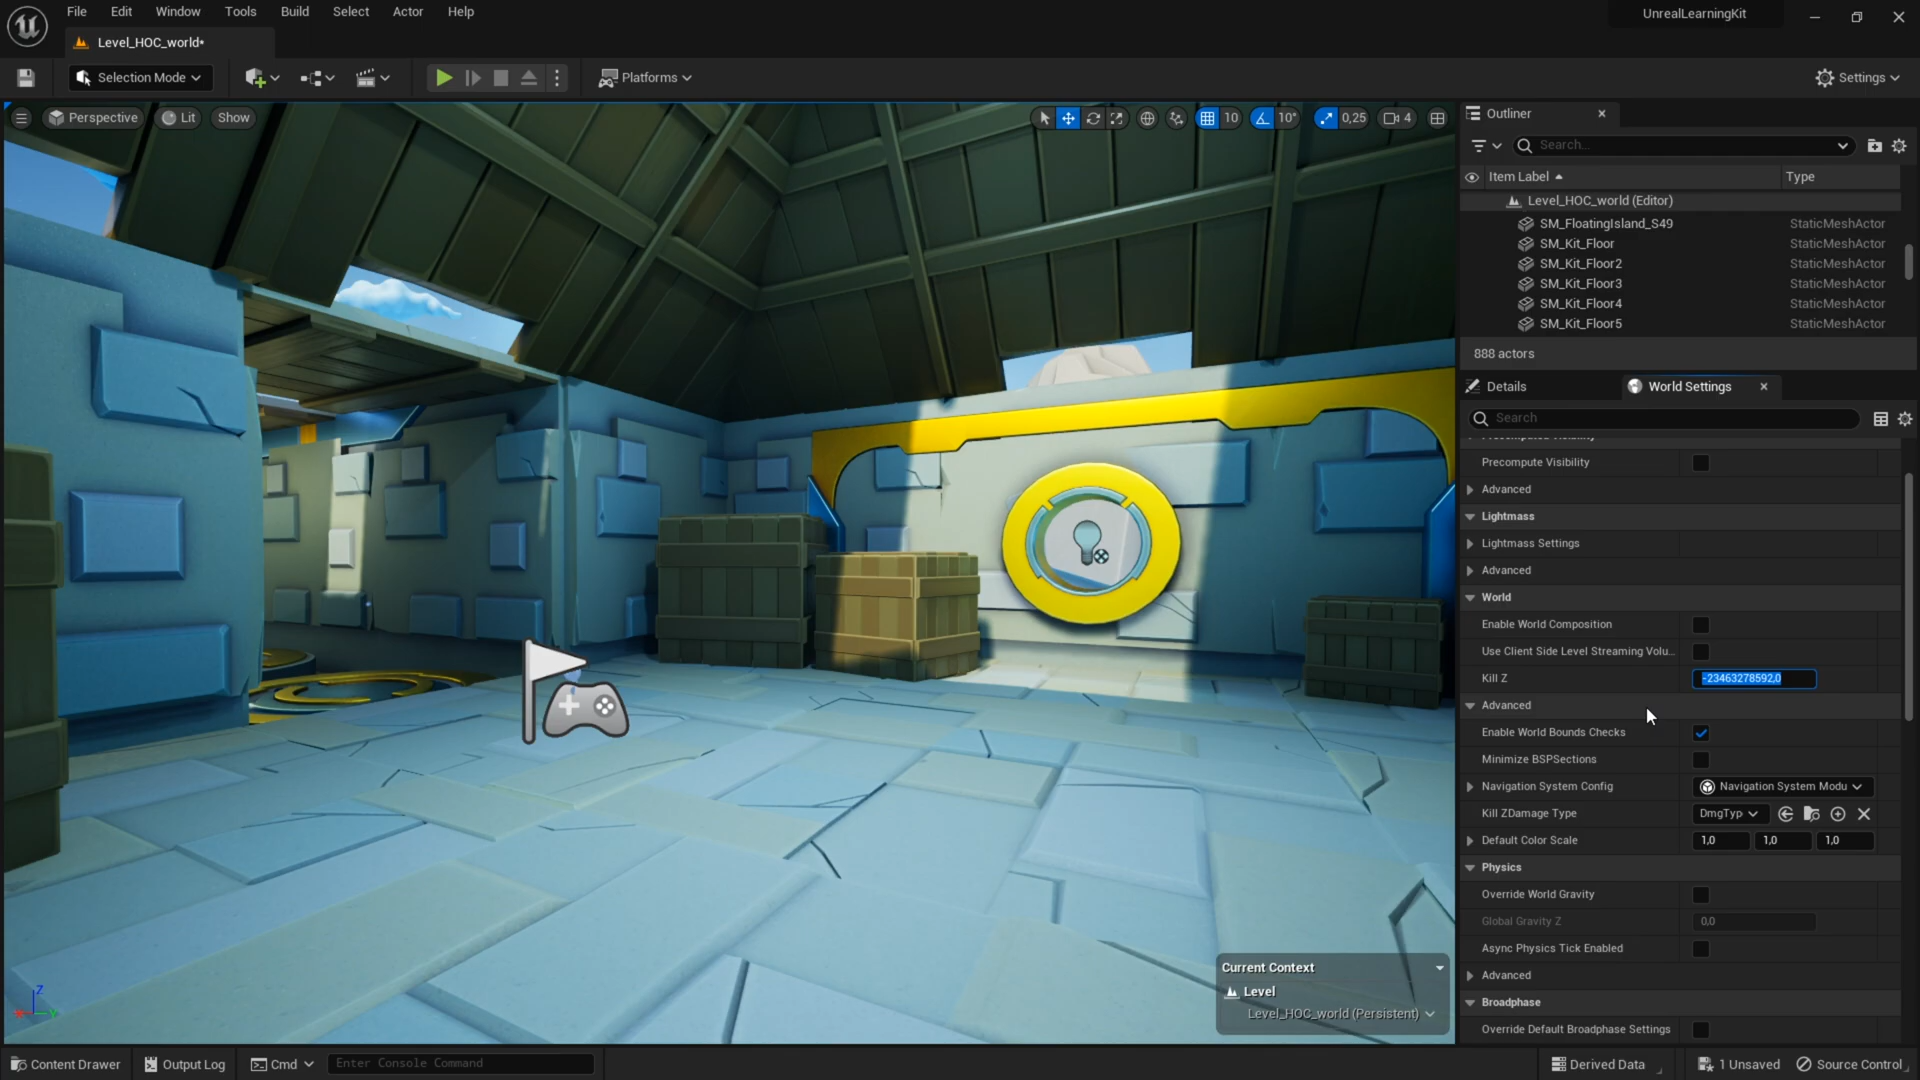 File Edit Window Tools Build Select Actor Help
UnrealLearningKit
Level_HOC_world*
Selection Mode
Platforms
Settings
Perspective
Lit
Show
10
10°
0,25
4
Outliner
Search...
Item Label
Type
Level_HOC_world (Editor)
SM_FloatingIsland_S49 StaticMeshActor
SM_Kit_Floor StaticMeshActor
SM_Kit_Floor2 StaticMeshActor
SM_Kit_Floor3 StaticMeshActor
SM_Kit_Floor4 StaticMeshActor
SM_Kit_Floor5 StaticMeshActor
888 actors
Details
World Settings
Search
Precomputed Visibility
Precompute Visibility
Advanced
Lightmass
Lightmass Settings
Advanced
World
Enable World Composition
Use Client Side Level Streaming Volu...
Kill Z -23463278592,0
Advanced
Enable World Bounds Checks
Minimize BSPSections
Navigation System Config Navigation System Modu
Kill ZDamage Type DmgTyp
Default Color Scale 1,0 1,0 1,0
Physics
Override World Gravity
Global Gravity Z 0,0
Async Physics Tick Enabled
Advanced
Broadphase
Override Default Broadphase Settings
Current Context
Level
Level_HOC_world (Persistent)
Z
X
Y
Content Drawer
Output Log
Cmd
Enter Console Command
Derived Data
1 Unsaved
Source Control